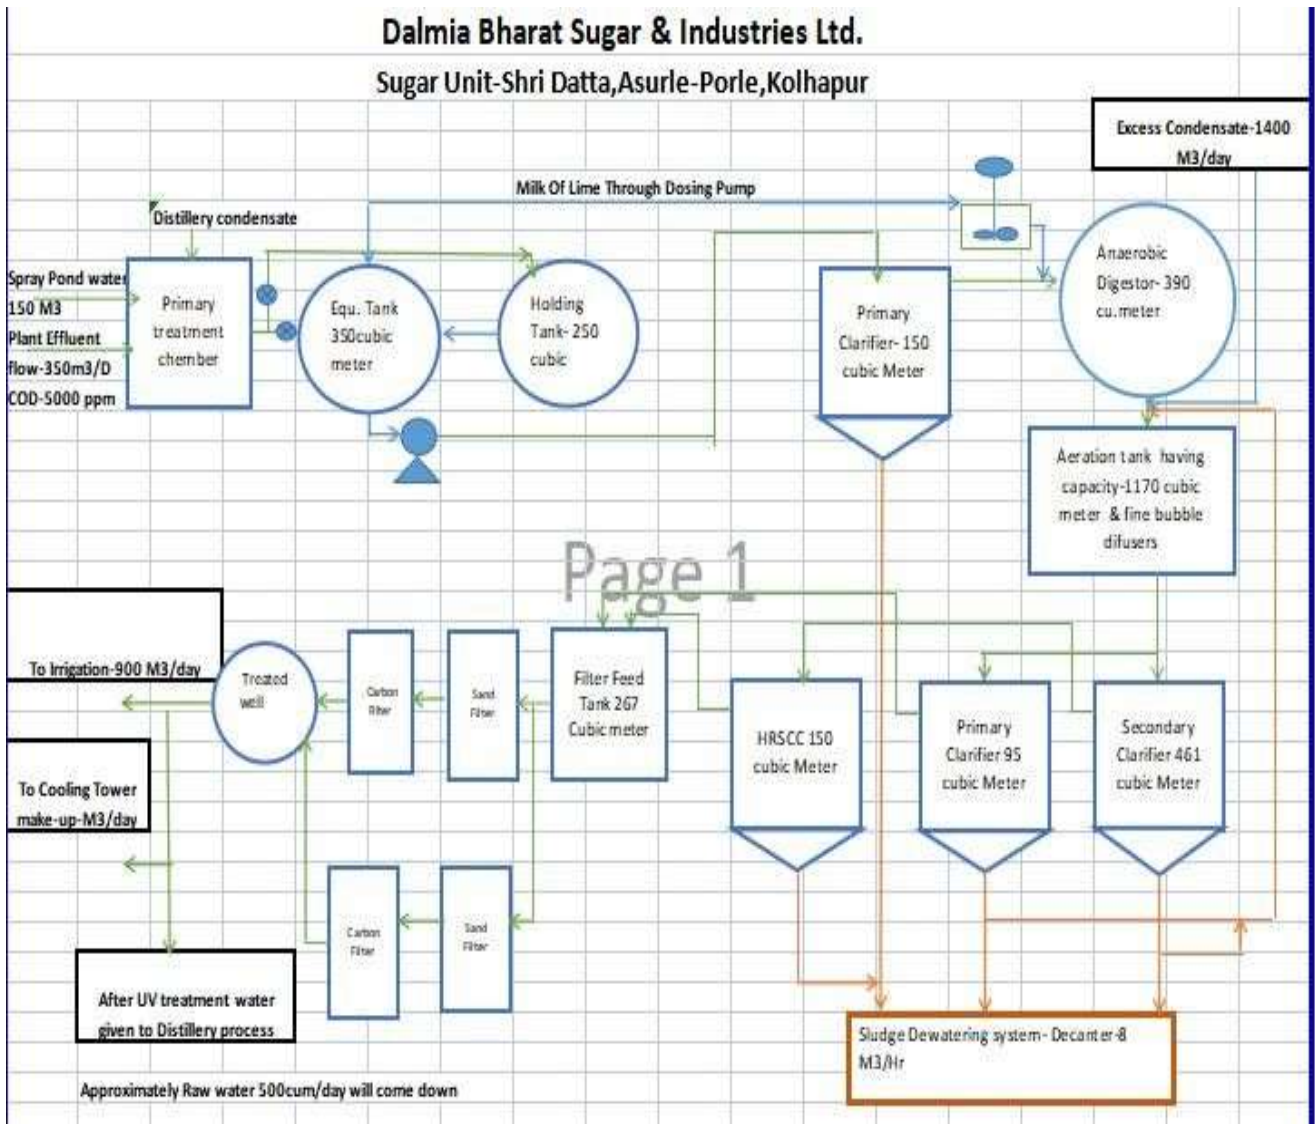 Dalmia Bharat Sugar & Industries Ltd.
Sugar Unit-Shri Datta,Asurle-Porle,Kolhapur
Excess Condensate-1400
M3/day
Milk Of Lime Through Dosing Pump
Distillery condensate
Spray Pond water
150 M3
Plant Effluent
flow-350m3/D
COD-5000 ppm
Primary
treatment
chember
Equ. Tank
350cubic
meter
Holding
Tank- 250
cubic
Primary
Clarifier- 150
cubic Meter
Anaerobic
Digestor- 390
cu.meter
Aeration tank having
capacity-1170 cubic
meter & fine bubble
difusers
Page 1
To Irrigation-900 M3/day
Treated
well
Carbon
Filter
Sand
Filter
Filter Feed
Tank 267
Cubic meter
HRSCC 150
cubic Meter
Primary
Clarifier 95
cubic Meter
Secondary
Clarifier 461
cubic Meter
To Cooling Tower
make-up-M3/day
Carbon
Filter
Sand
Filter
After UV treatment water
given to Distillery process
Sludge Dewatering system- Decanter-8
M3/Hr
Approximately Raw water 500cum/day will come down